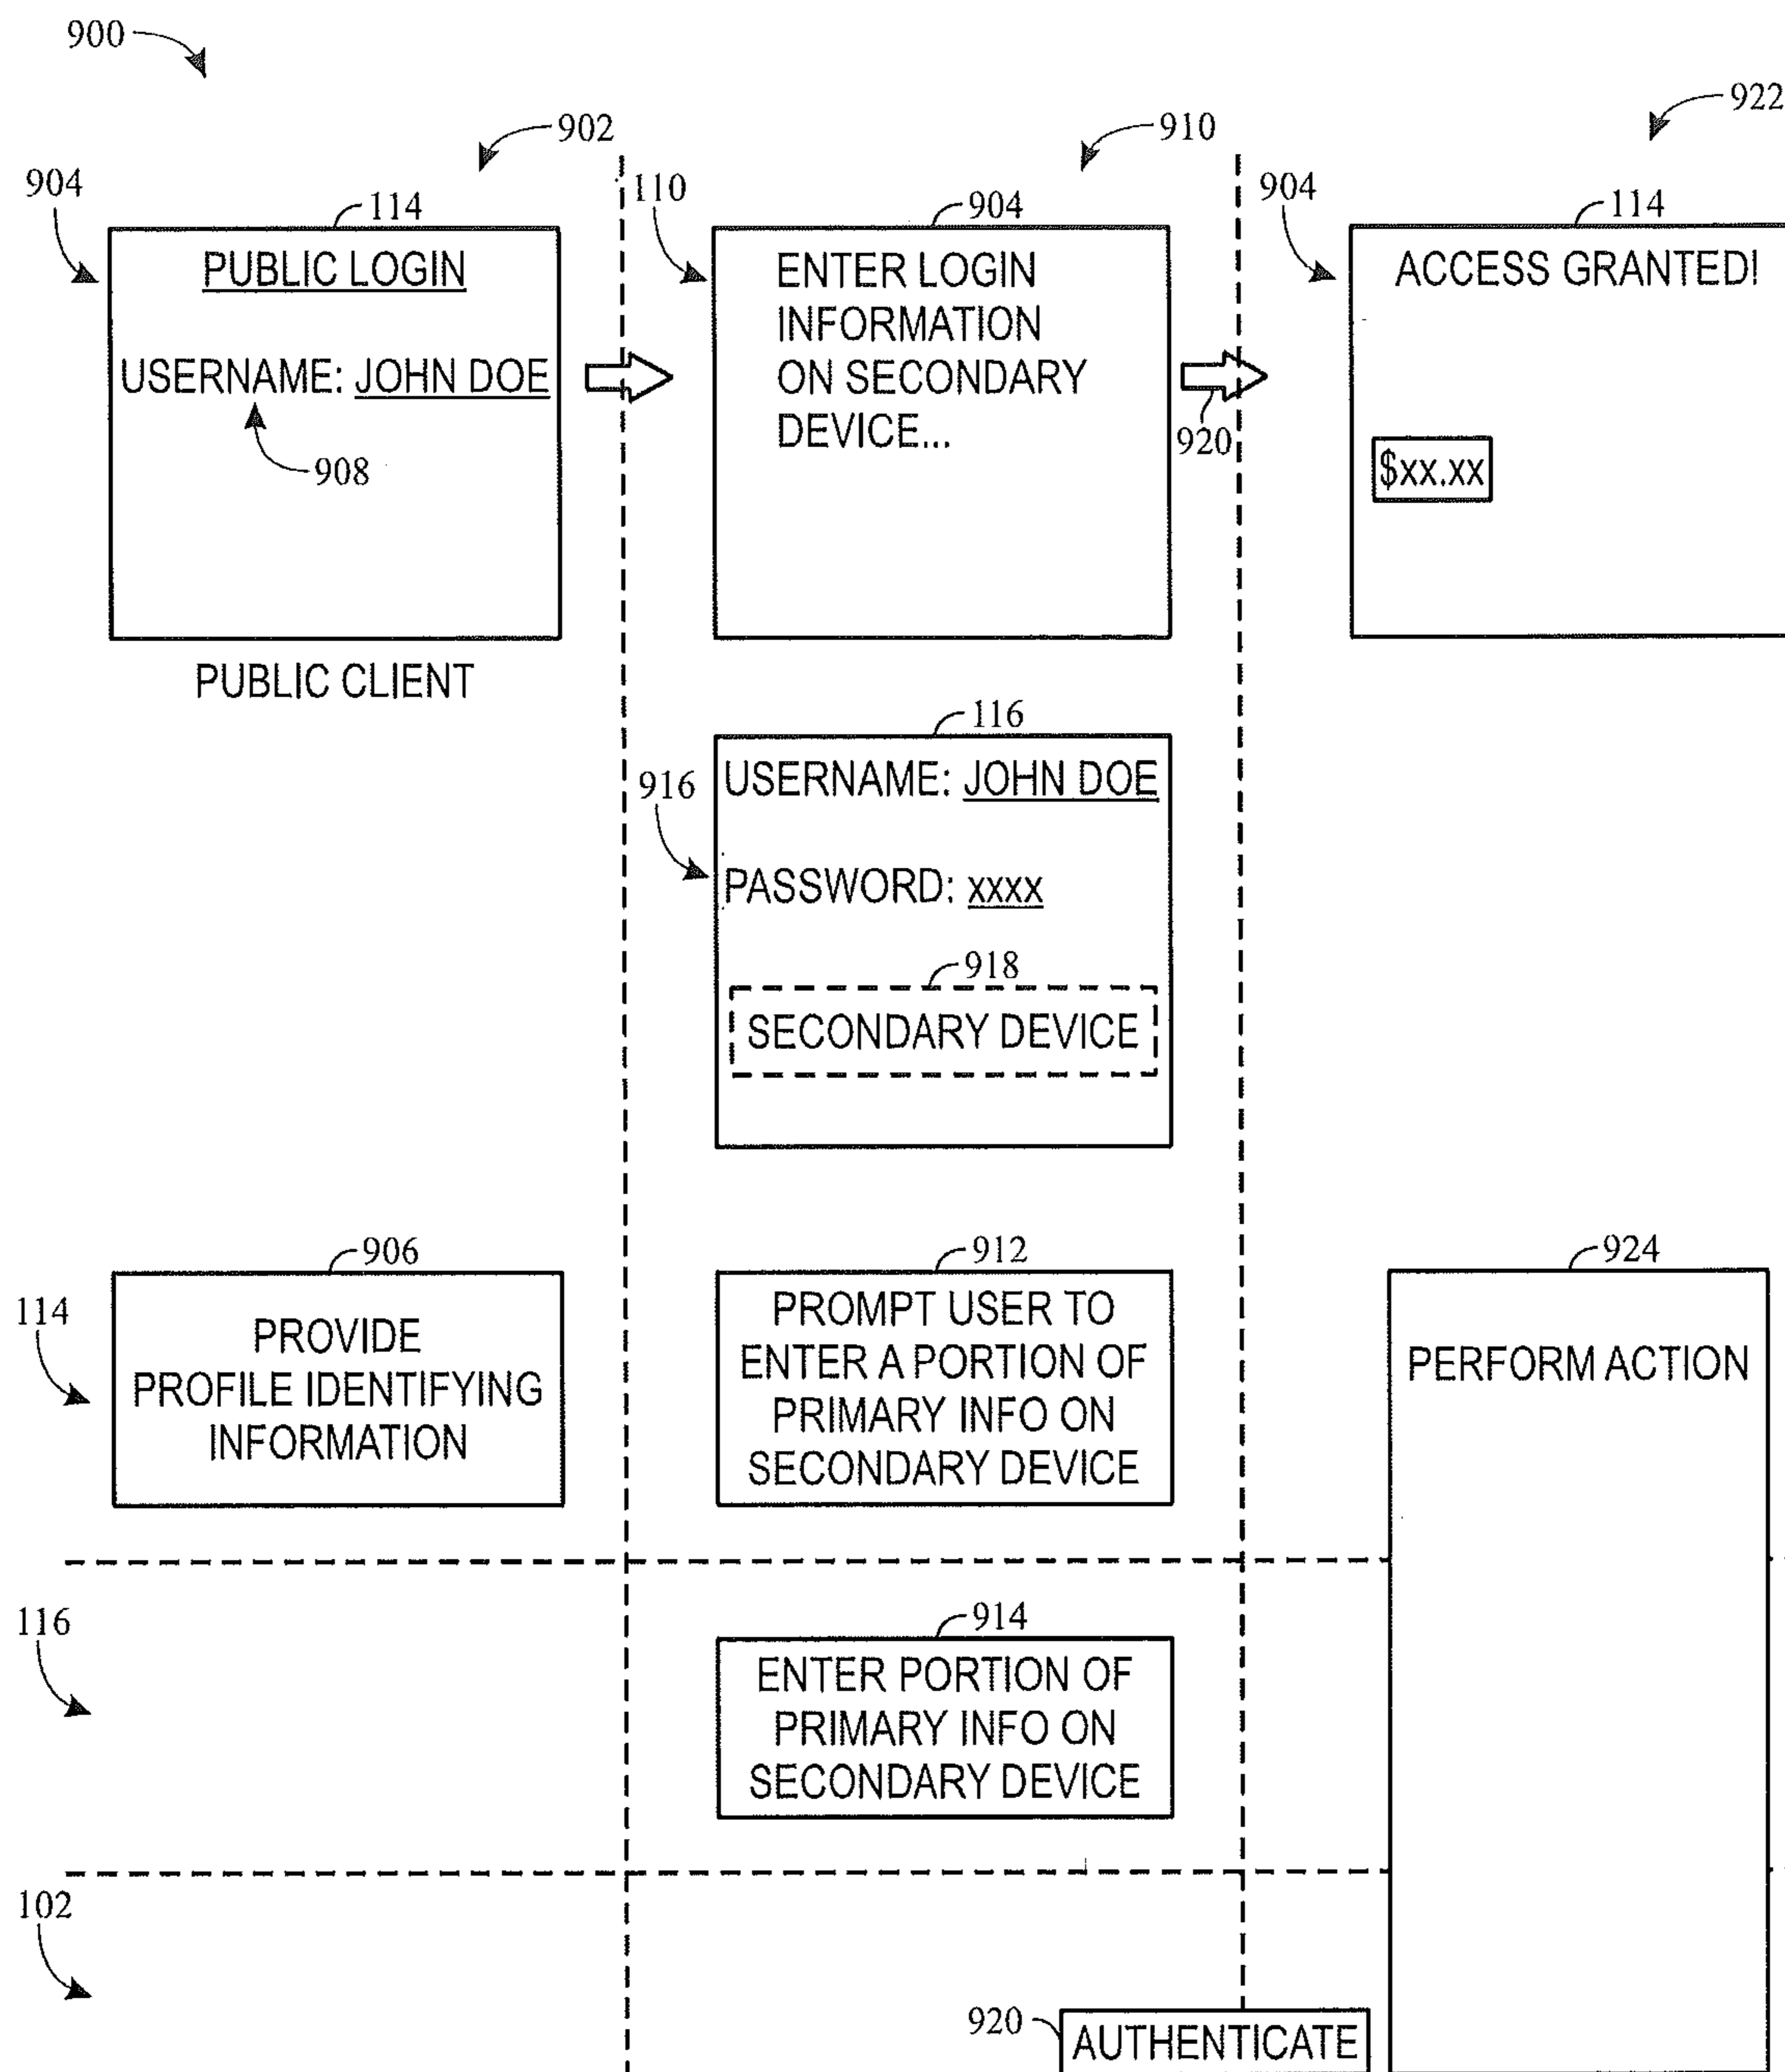 900
902
910
922
904
114
110
904
904
114
PUBLIC LOGIN
USERNAME: JOHN DOE
908
PUBLIC CLIENT
ENTER LOGIN
INFORMATION
ON SECONDARY
DEVICE...
920
ACCESS GRANTED!
$xx.xx
116
916
USERNAME: JOHN DOE
PASSWORD: xxxx
918
SECONDARY DEVICE
906
912
924
114
PROVIDE
PROFILE IDENTIFYING
INFORMATION
PROMPT USER TO
ENTER A PORTION OF
PRIMARY INFO ON
SECONDARY DEVICE
PERFORM ACTION
116
914
ENTER PORTION OF
PRIMARY INFO ON
SECONDARY DEVICE
102
920
AUTHENTICATE